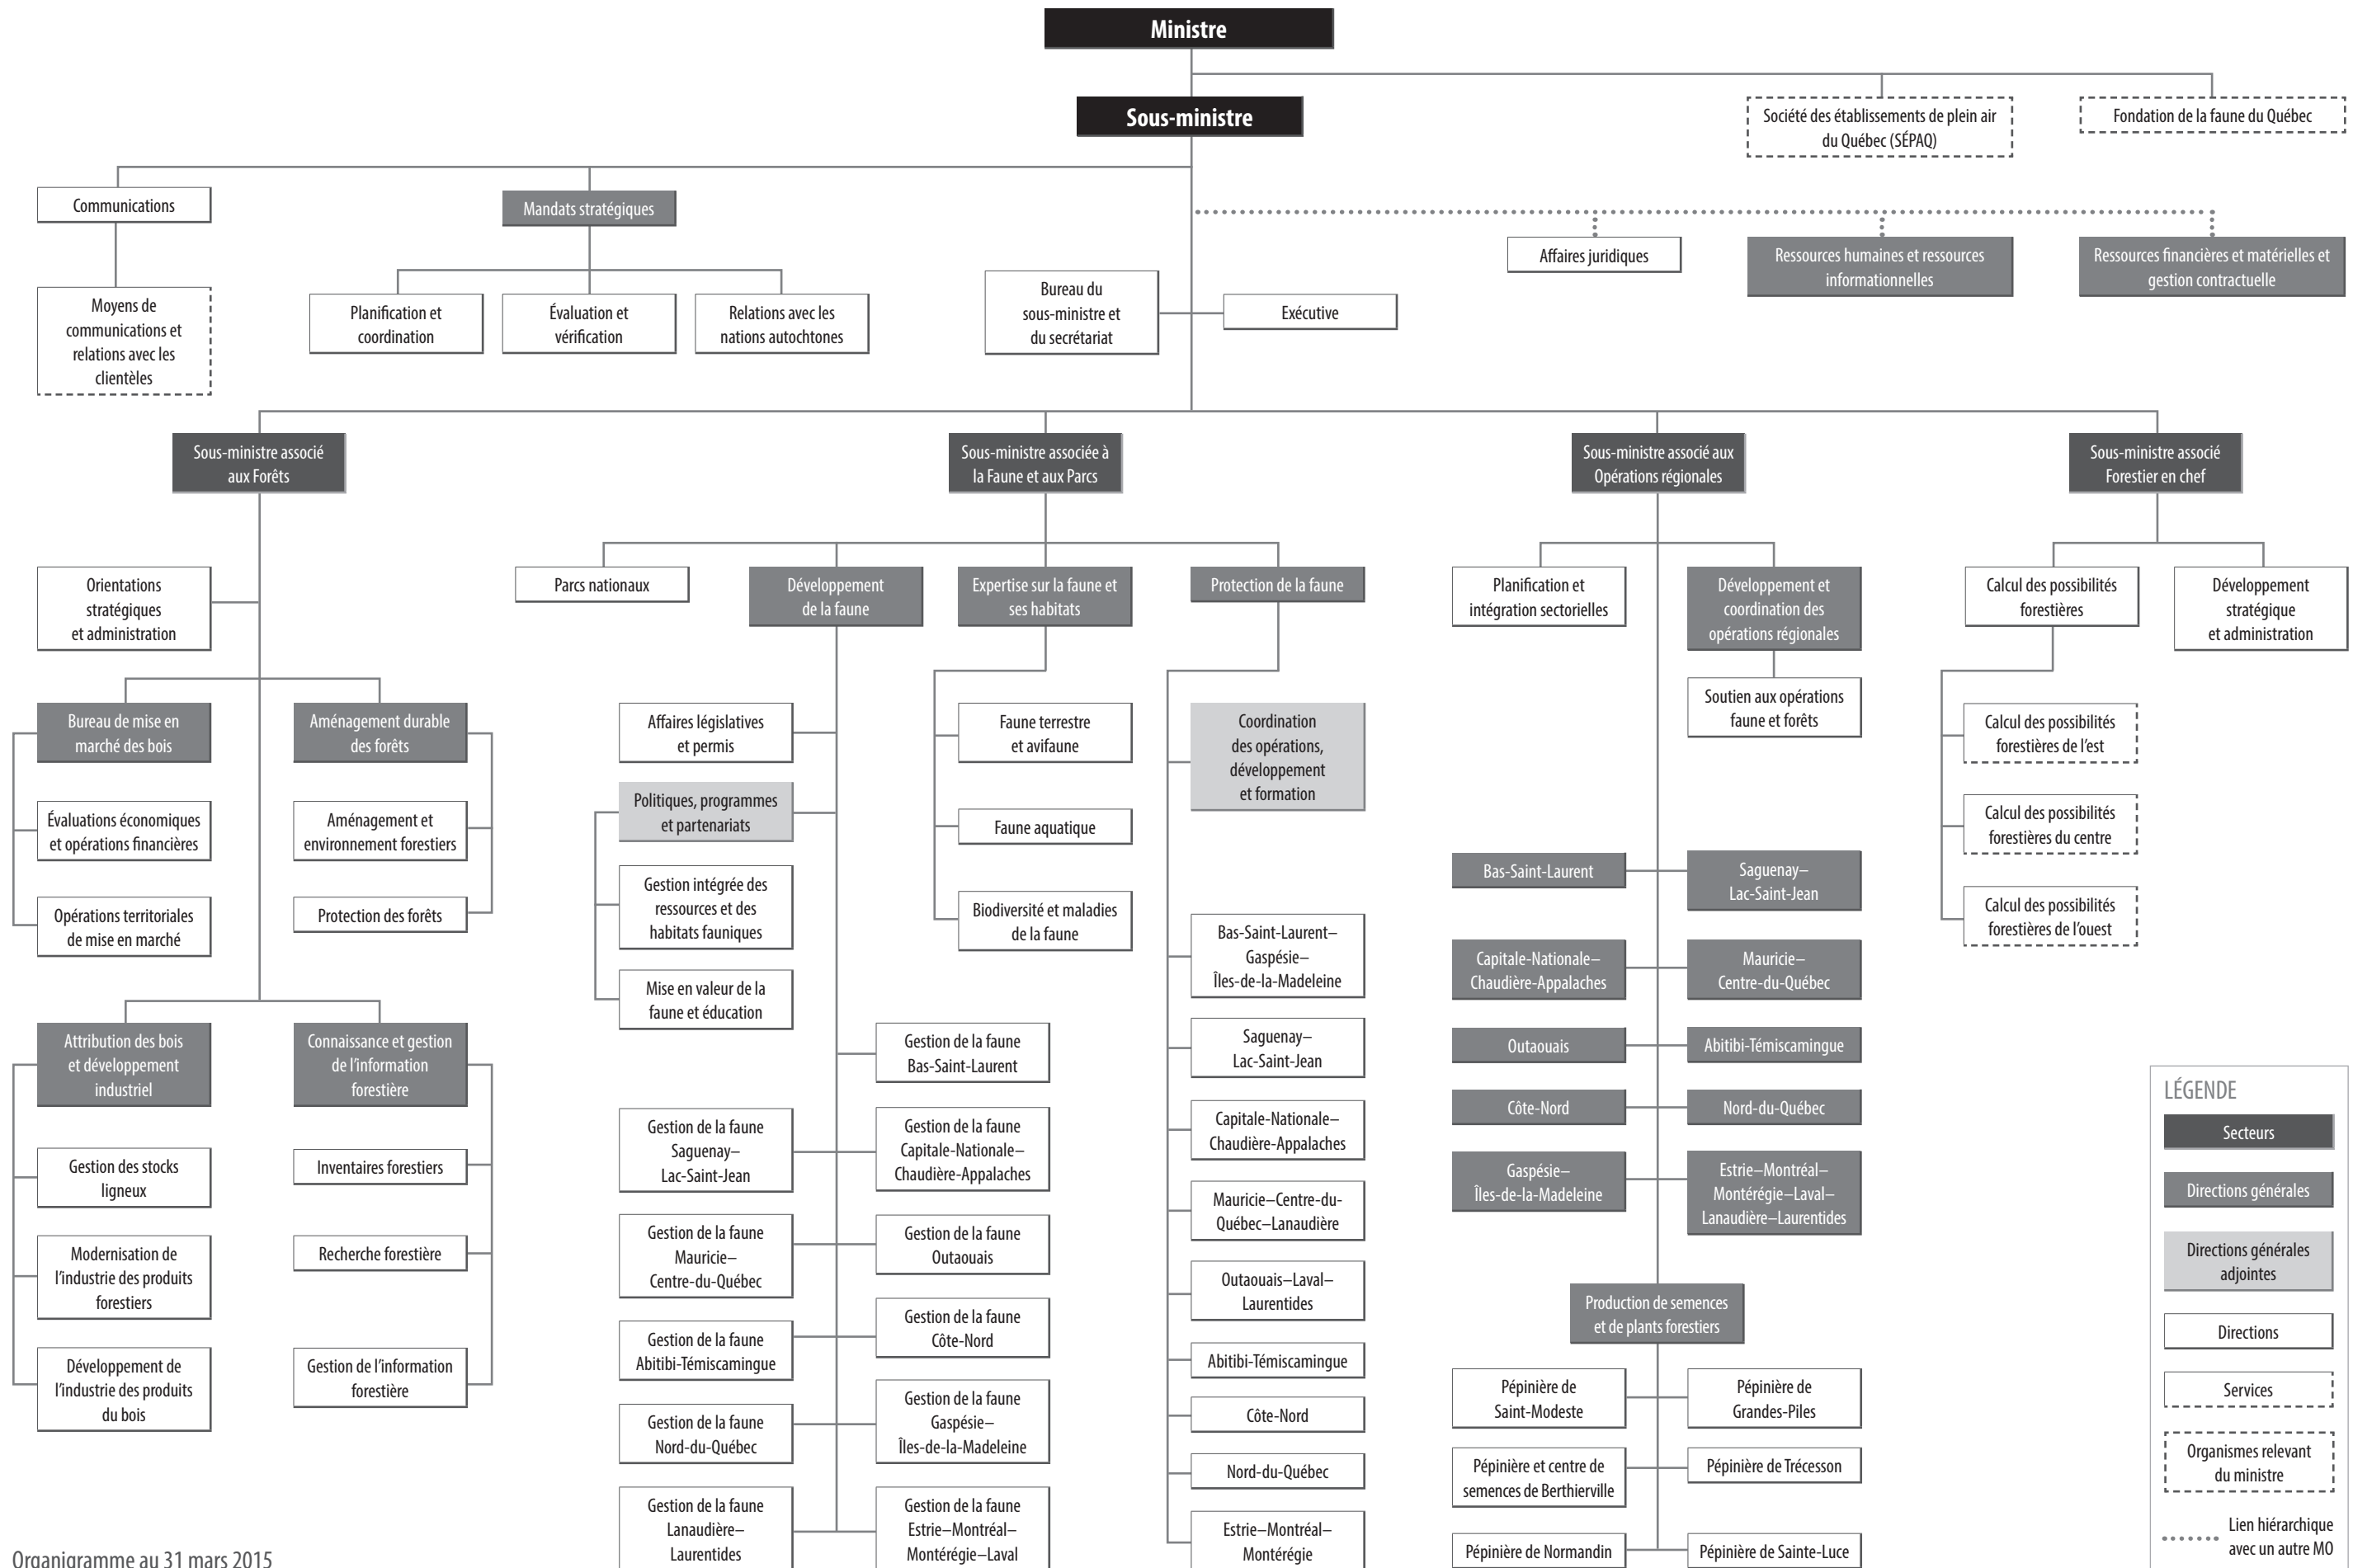 Ministre
Sous-ministre
Société des établissements de plein air
du Québec (SÉPAQ)
Fondation de la faune du Québec
Communications
Mandats stratégiques
Affaires juridiques
Ressources humaines et ressources
informationnelles
Ressources financières et matérielles et
gestion contractuelle
Moyens de
communications et
relations avec les
clientèles
Planification et
coordination
Évaluation et
vérification
Relations avec les
nations autochtones
Bureau du
sous-ministre et
du secrétariat
Exécutive
Sous-ministre associé
aux Forêts
Sous-ministre associée à
la Faune et aux Parcs
Sous-ministre associé aux
Opérations régionales
Sous-ministre associé
Forestier en chef
Orientations
stratégiques
et administration
Bureau de mise en
marché des bois
Évaluations économiques
et opérations financières
Opérations territoriales
de mise en marché
Aménagement durable
des forêts
Aménagement et
environnement forestiers
Protection des forêts
Attribution des bois
et développement
industriel
Gestion des stocks
ligneux
Modernisation de
l'industrie des produits
forestiers
Développement de
l'industrie des produits
du bois
Connaissance et gestion
de l'information
forestière
Inventaires forestiers
Recherche forestière
Gestion de l'information
forestière
Parcs nationaux
Développement
de la faune
Affaires législatives
et permis
Politiques, programmes
et partenariats
Gestion intégrée des
ressources et des
habitats fauniques
Mise en valeur de la
faune et éducation
Gestion de la faune
Bas-Saint-Laurent
Gestion de la faune
Saguenay–
Lac-Saint-Jean
Gestion de la faune
Capitale-Nationale–
Chaudière-Appalaches
Gestion de la faune
Mauricie–
Centre-du-Québec
Gestion de la faune
Outaouais
Gestion de la faune
Abitibi-Témiscamingue
Gestion de la faune
Côte-Nord
Gestion de la faune
Nord-du-Québec
Gestion de la faune
Gaspésie–
Îles-de-la-Madeleine
Gestion de la faune
Lanaudière–
Laurentides
Gestion de la faune
Estrie–Montréal–
Montérégie–Laval
Expertise sur la faune et
ses habitats
Faune terrestre
et avifaune
Faune aquatique
Biodiversité et maladies
de la faune
Protection de la faune
Coordination
des opérations,
développement
et formation
Bas-Saint-Laurent–
Gaspésie–
Îles-de-la-Madeleine
Saguenay–
Lac-Saint-Jean
Capitale-Nationale–
Chaudière-Appalaches
Mauricie–Centre-du-
Québec–Lanaudière
Outaouais–Laval–
Laurentides
Abitibi-Témiscamingue
Côte-Nord
Nord-du-Québec
Estrie–Montréal–
Montérégie
Planification et
intégration sectorielles
Développement et
coordination des
opérations régionales
Soutien aux opérations
faune et forêts
Bas-Saint-Laurent
Saguenay–
Lac-Saint-Jean
Capitale-Nationale–
Chaudière-Appalaches
Mauricie–
Centre-du-Québec
Outaouais
Abitibi-Témiscamingue
Côte-Nord
Nord-du-Québec
Gaspésie–
Îles-de-la-Madeleine
Estrie–Montréal–
Montérégie–Laval–
Lanaudière–Laurentides
Production de semences
et de plants forestiers
Pépinière de
Saint-Modeste
Pépinière de
Grandes-Piles
Pépinière et centre de
semences de Berthierville
Pépinière de Trécesson
Pépinière de Normandin
Pépinière de Sainte-Luce
Calcul des possibilités
forestières
Développement
stratégique
et administration
Calcul des possibilités
forestières de l'est
Calcul des possibilités
forestières du centre
Calcul des possibilités
forestières de l'ouest
LÉGENDE
Secteurs
Directions générales
Directions générales
adjointes
Directions
Services
Organismes relevant
du ministre
Lien hiérarchique
avec un autre MO
Organigramme au 31 mars 2015